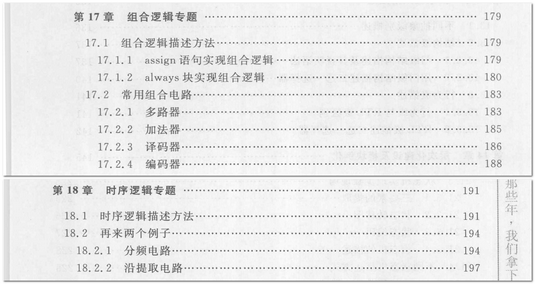 第 17 章 组合逻辑专题 …… 179
17.1 组合逻辑描述方法 …… 179
17.1.1 assign 语句实现组合逻辑 …… 179
17.1.2 always 块实现组合逻辑 …… 180
17.2 常用组合电路 …… 183
17.2.1 多路器 …… 183
17.2.2 加法器 …… 185
17.2.3 译码器 …… 186
17.2.4 编码器 …… 188
第 18 章 时序逻辑专题 …… 191
18.1 时序逻辑描述方法 …… 191
18.2 再来两个例子 …… 194
18.2.1 分频电路 …… 194
18.2.2 沿提取电路 …… 197
那些年，我们拿下